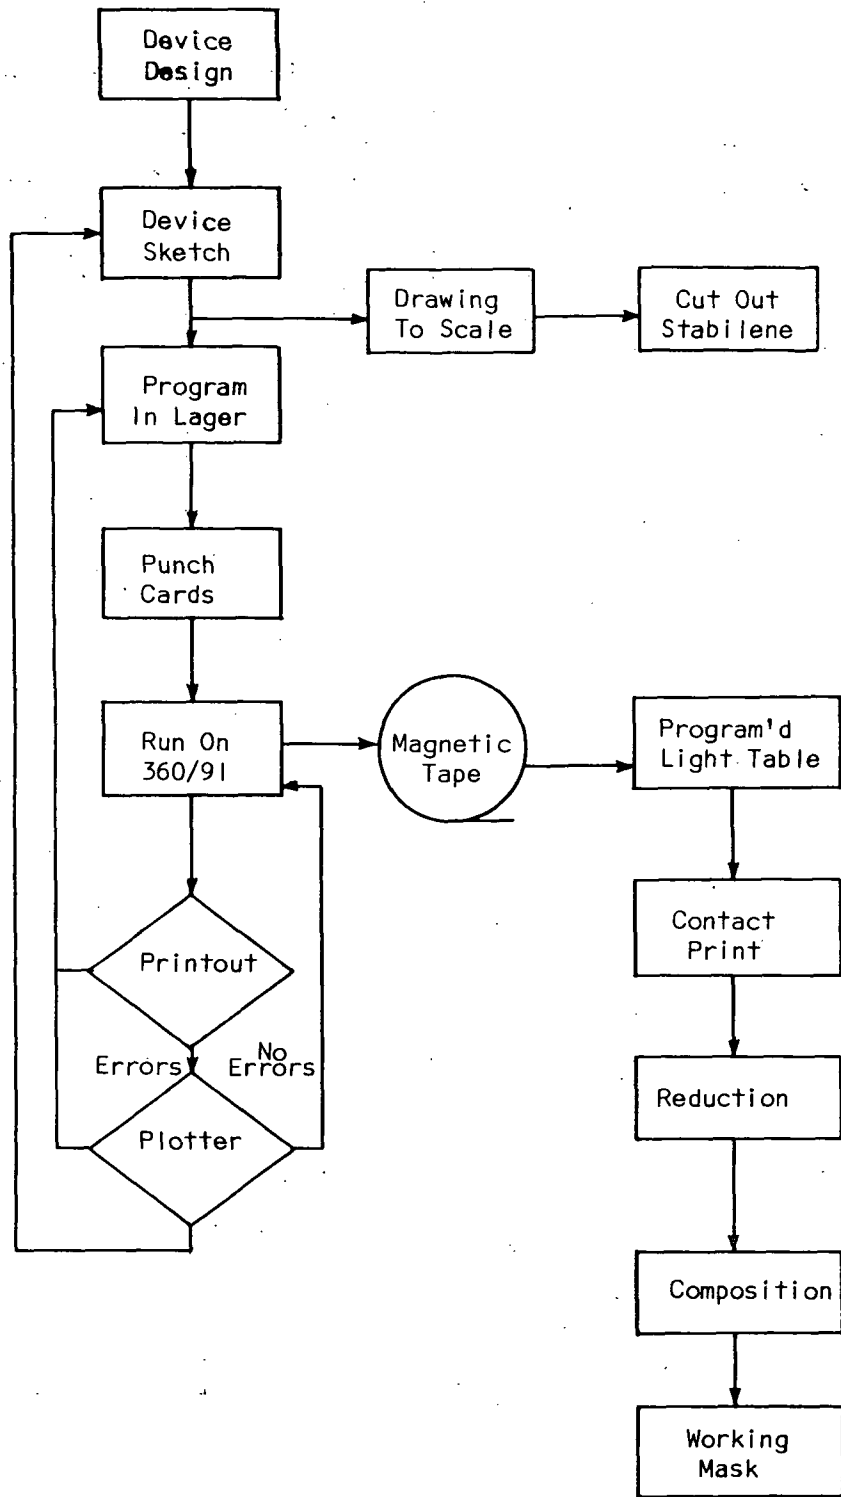 Device
Design
Device
Sketch
Drawing
To Scale
Cut Out
Stabilene
Program
In Lager
Punch
Cards
Run On
360/91
Magnetic
Tape
Program'd
Light Table
Contact
Print
Printout
Errors
No
Errors
Reduction
Plotter
Composition
Working
Mask